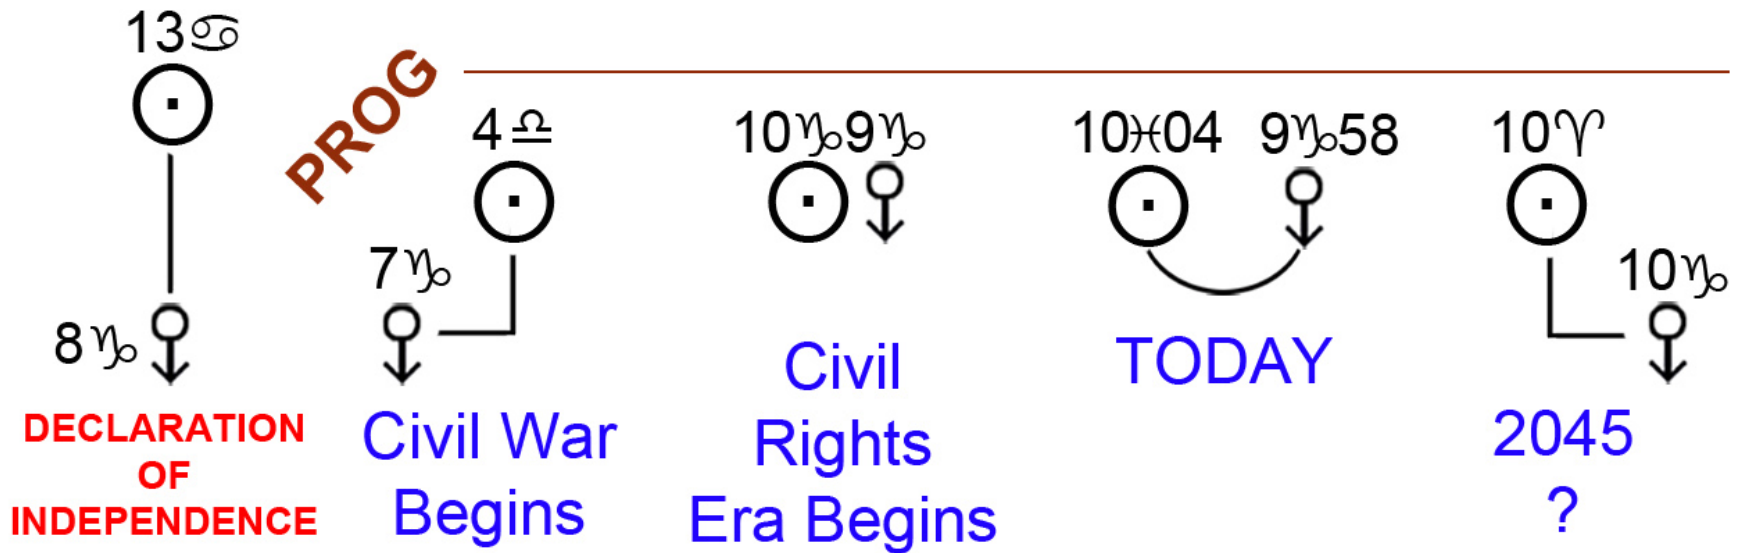 13♋
PROG
4♎
10♑9♑
10♓04
9♑58
10♈
7♑
10♑
8♑
DECLARATION
OF
INDEPENDENCE
Civil War
Begins
Civil
Rights
Era Begins
TODAY
2045
?